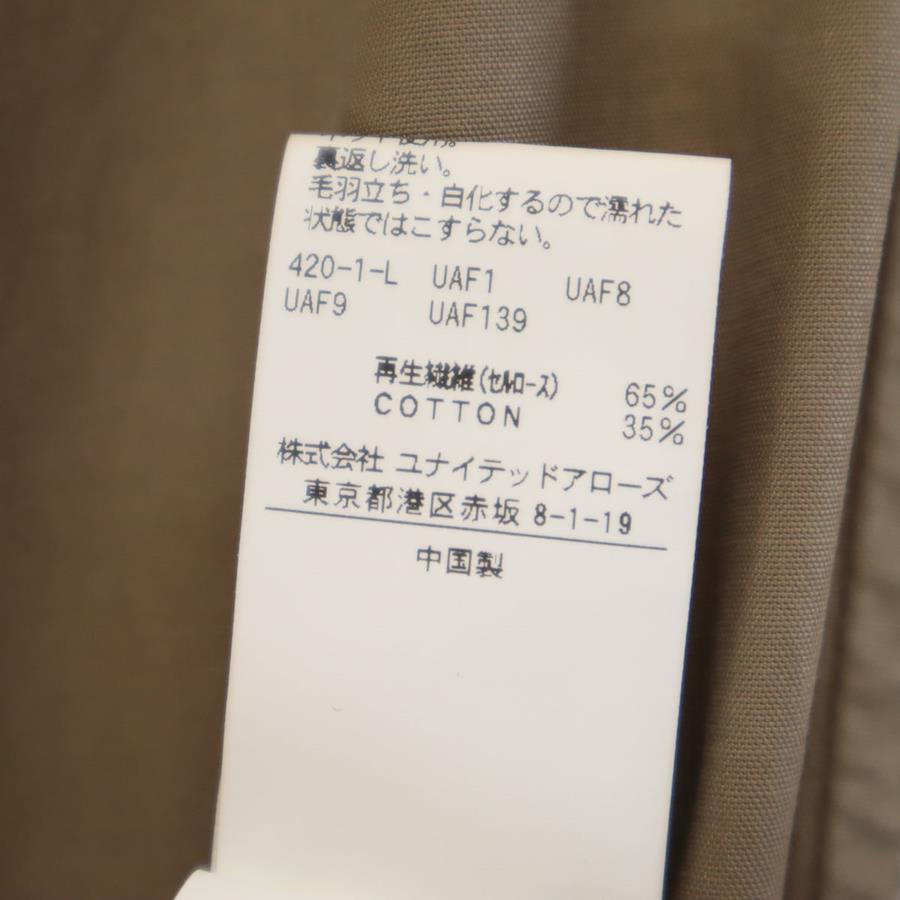 使用。
裏返し洗い。
毛羽立ち・白化するので濡れた
状態ではこすらない。
420-1-L UAF1 UAF8
UAF9 UAF139
再生繊維(セルロース) 65%
COTTON 35%
株式会社 ユナイテッドアローズ
東京都港区赤坂 8-1-19
中国製